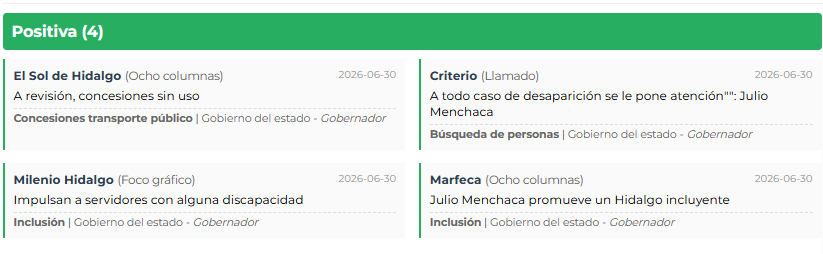 Positiva (4)
El Sol de Hidalgo (Ocho columnas) 2026-06-30
A revisión, concesiones sin uso
Concesiones transporte público | Gobierno del estado - Gobernador
Criterio (Llamado) 2026-06-30
A todo caso de desaparición se le pone atención"": Julio
Menchaca
Búsqueda de personas | Gobierno del estado - Gobernador
Milenio Hidalgo (Foco gráfico) 2026-06-30
Impulsan a servidores con alguna discapacidad
Inclusión | Gobierno del estado - Gobernador
Marfeca (Ocho columnas) 2026-06-30
Julio Menchaca promueve un Hidalgo incluyente
Inclusión | Gobierno del estado - Gobernador